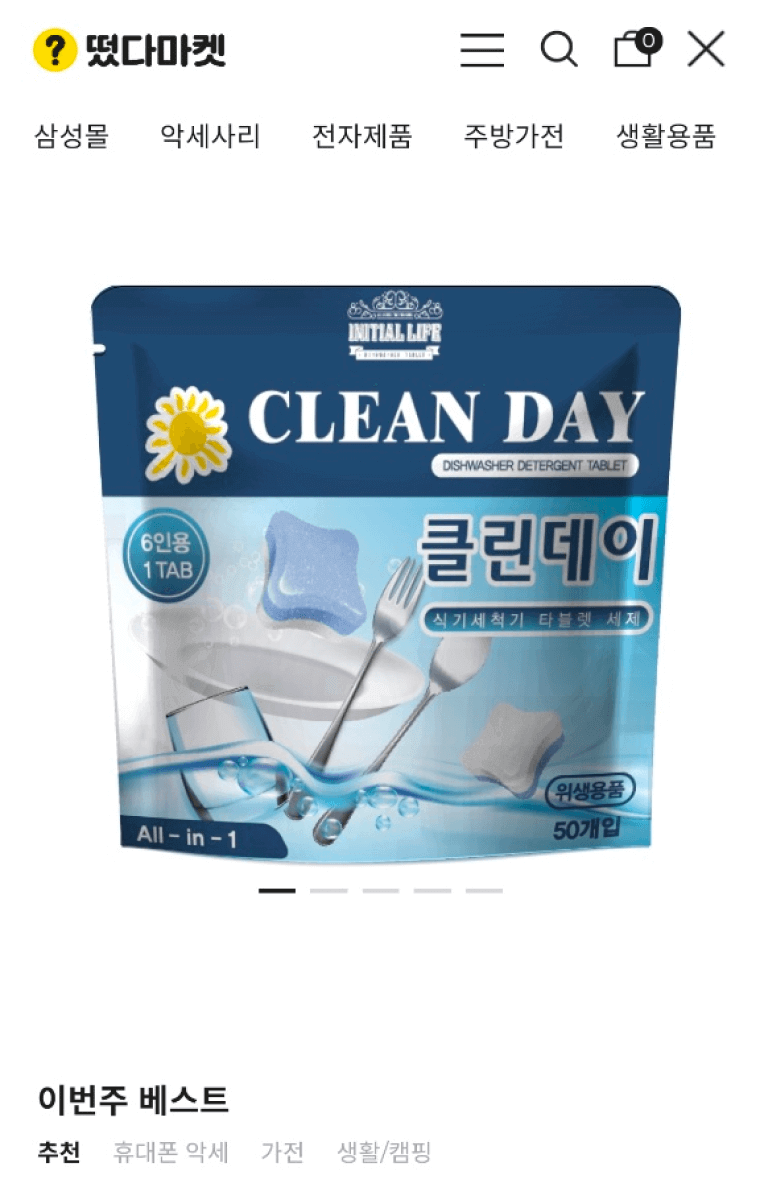 ? 떴다마켓
0
삼성몰 악세사리 전자제품 주방가전 생활용품
INITIAL LIFE
CLEAN DAY
DISHWASHER DETERGENT TABLET
6인용
1 TAB
클린데이
식기세척기 타블렛 세제
위생용품
50개입
All - in - 1
이번주 베스트
추천 휴대폰 악세 가전 생활/캠핑